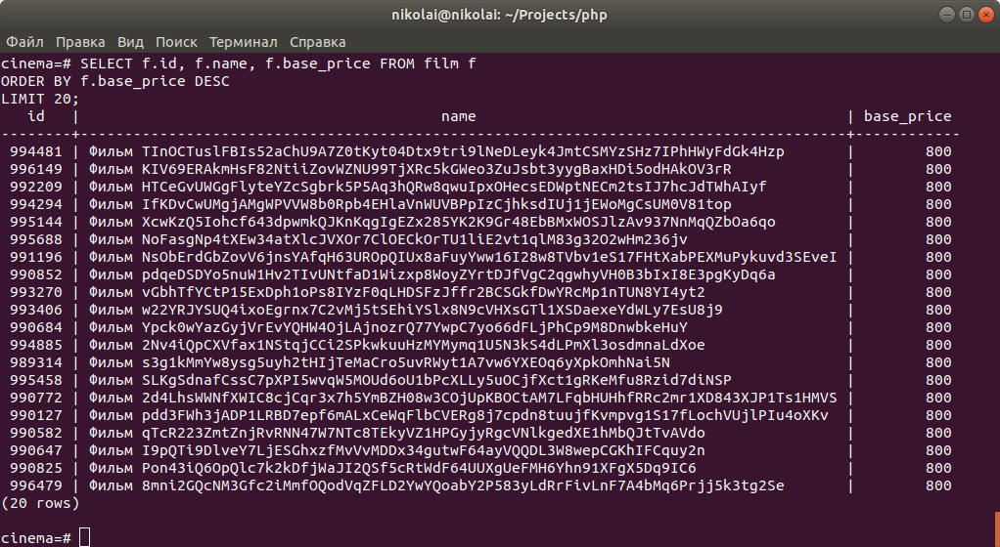 nikolai@nikolai: ~/Projects/php
Файл Правка Вид Поиск Терминал Справка
cinema=# SELECT f.id, f.name, f.base_price FROM film f
ORDER BY f.base_price DESC
LIMIT 20;
id | name | base_price
--------+---------------------------------------------------------------------------------------+------------
994481 | Фильм TInOCTuslFBIs52aChU9A7Z0tKyt04Dtx9tri9lNeDLeyk4JmtCSMYzSHz7IPhHWyFdGk4Hzp | 800
996149 | Фильм KIV69ERAkmHsF82NtiiZovWZNU99TjXRc5kGWeo3ZuJsbt3yygBaxHDi5odHAkOV3rR | 800
992209 | Фильм HTCeGvUWGgFlyteYZcSgbrk5P5Aq3hQRw8qwuIpxOHecsEDWptNECm2tsIJ7hcJdTWhAIyf | 800
994294 | Фильм IfKDvCwUMgjAMgWPVVW8b0Rpb4EHlaVnWUVBPpIzCjhksdIUj1jEWoMgCsUM0V81top | 800
995144 | Фильм XcwKzQ5Iohcf643dpwmkQJKnKqgIgEZx285YK2K9Gr48EbBMxWOSJlzAv937NnMqQZbOa6qo | 800
995688 | Фильм NoFasgNp4tXEw34atXlcJVXOr7ClOECkOrTU1liE2vt1qlM83g32O2wHm236jv | 800
991196 | Фильм NsObErdGbZovV6jnsYAfqH63UROpQIUx8aFuyYww16I28w8TVbv1eS17FHtXabPEXMuPykuvd3SEveI | 800
990852 | Фильм pdqeDSDYo5nuW1Hv2TIvUNtfaD1Wizxp8WoyZYrtDJfVgC2qgwhyVH0B3bIxI8E3pgKyDq6a | 800
993270 | Фильм vGbhTfYCtP15ExDph1oPs8IYzF0qLHDSFzJffr2BCSGkfDwYRcMp1nTUN8YI4yt2 | 800
993406 | Фильм w22YRJYSUQ4ixoEgrnx7C2vMj5tSEhiYSlx8N9cVHXsGTl1XSDaexeYdWLy7EsU8j9 | 800
990684 | Фильм Ypck0wYazGyjVrEvYQHW4OjLAjnozrQ77YwpC7yo66dFLjPhCp9M8DnwbkeHuY | 800
994885 | Фильм 2Nv4iQpCXVfax1NStqjCCi2SPkwkuuHzMYMymq1U5N3kS4dLPmXl3osdmnaLdXoe | 800
989314 | Фильм s3g1kMmYw8ysg5uyh2tHIjTeMaCro5uvRWyt1A7vw6YXEOq6yXpkOmhNai5N | 800
995458 | Фильм SLKgSdnafCssC7pXPI5wvqW5MOUd6oU1bPcXLLy5uOCjfXct1gRKeMfu8Rzid7diNSP | 800
990772 | Фильм 2d4LhsWWNfXWIC8cjCqr3x7h5YmBZH08w3COjUpKBOCtAM7LFqbHUHhfRRc2mr1XD843XJP1Ts1HMVS | 800
990127 | Фильм pdd3FWh3jADP1LRBD7epf6mALxCeWqFlbCVERg8j7cpdn8tuujfKvmpvg1S17fLochVUjlPIu4oXKv | 800
990582 | Фильм qTcR223ZmtZnjRvRNN47W7NTc8TEkyVZ1HPGyjyRgcVNlkgedXE1hMbQJtTvAVdo | 800
990647 | Фильм I9pQTi9DlveY7LjESGhxzfMvVvMDDx34gutwF64ayVQQDL3W8wepCGKhIFCquy2n | 800
990825 | Фильм Pon43iQ6OpQlc7k2kDfjWaJI2QSf5cRtWdF64UUXgUeFMH6Yhn91XFgX5Dq9IC6 | 800
996479 | Фильм 8mni2GQcNM3Gfc2iMmfOQodVqZFLD2YwYQoabY2P583yLdRrFivLnF7A4bMq6Prjj5k3tg2Se | 800
(20 rows)
cinema=#